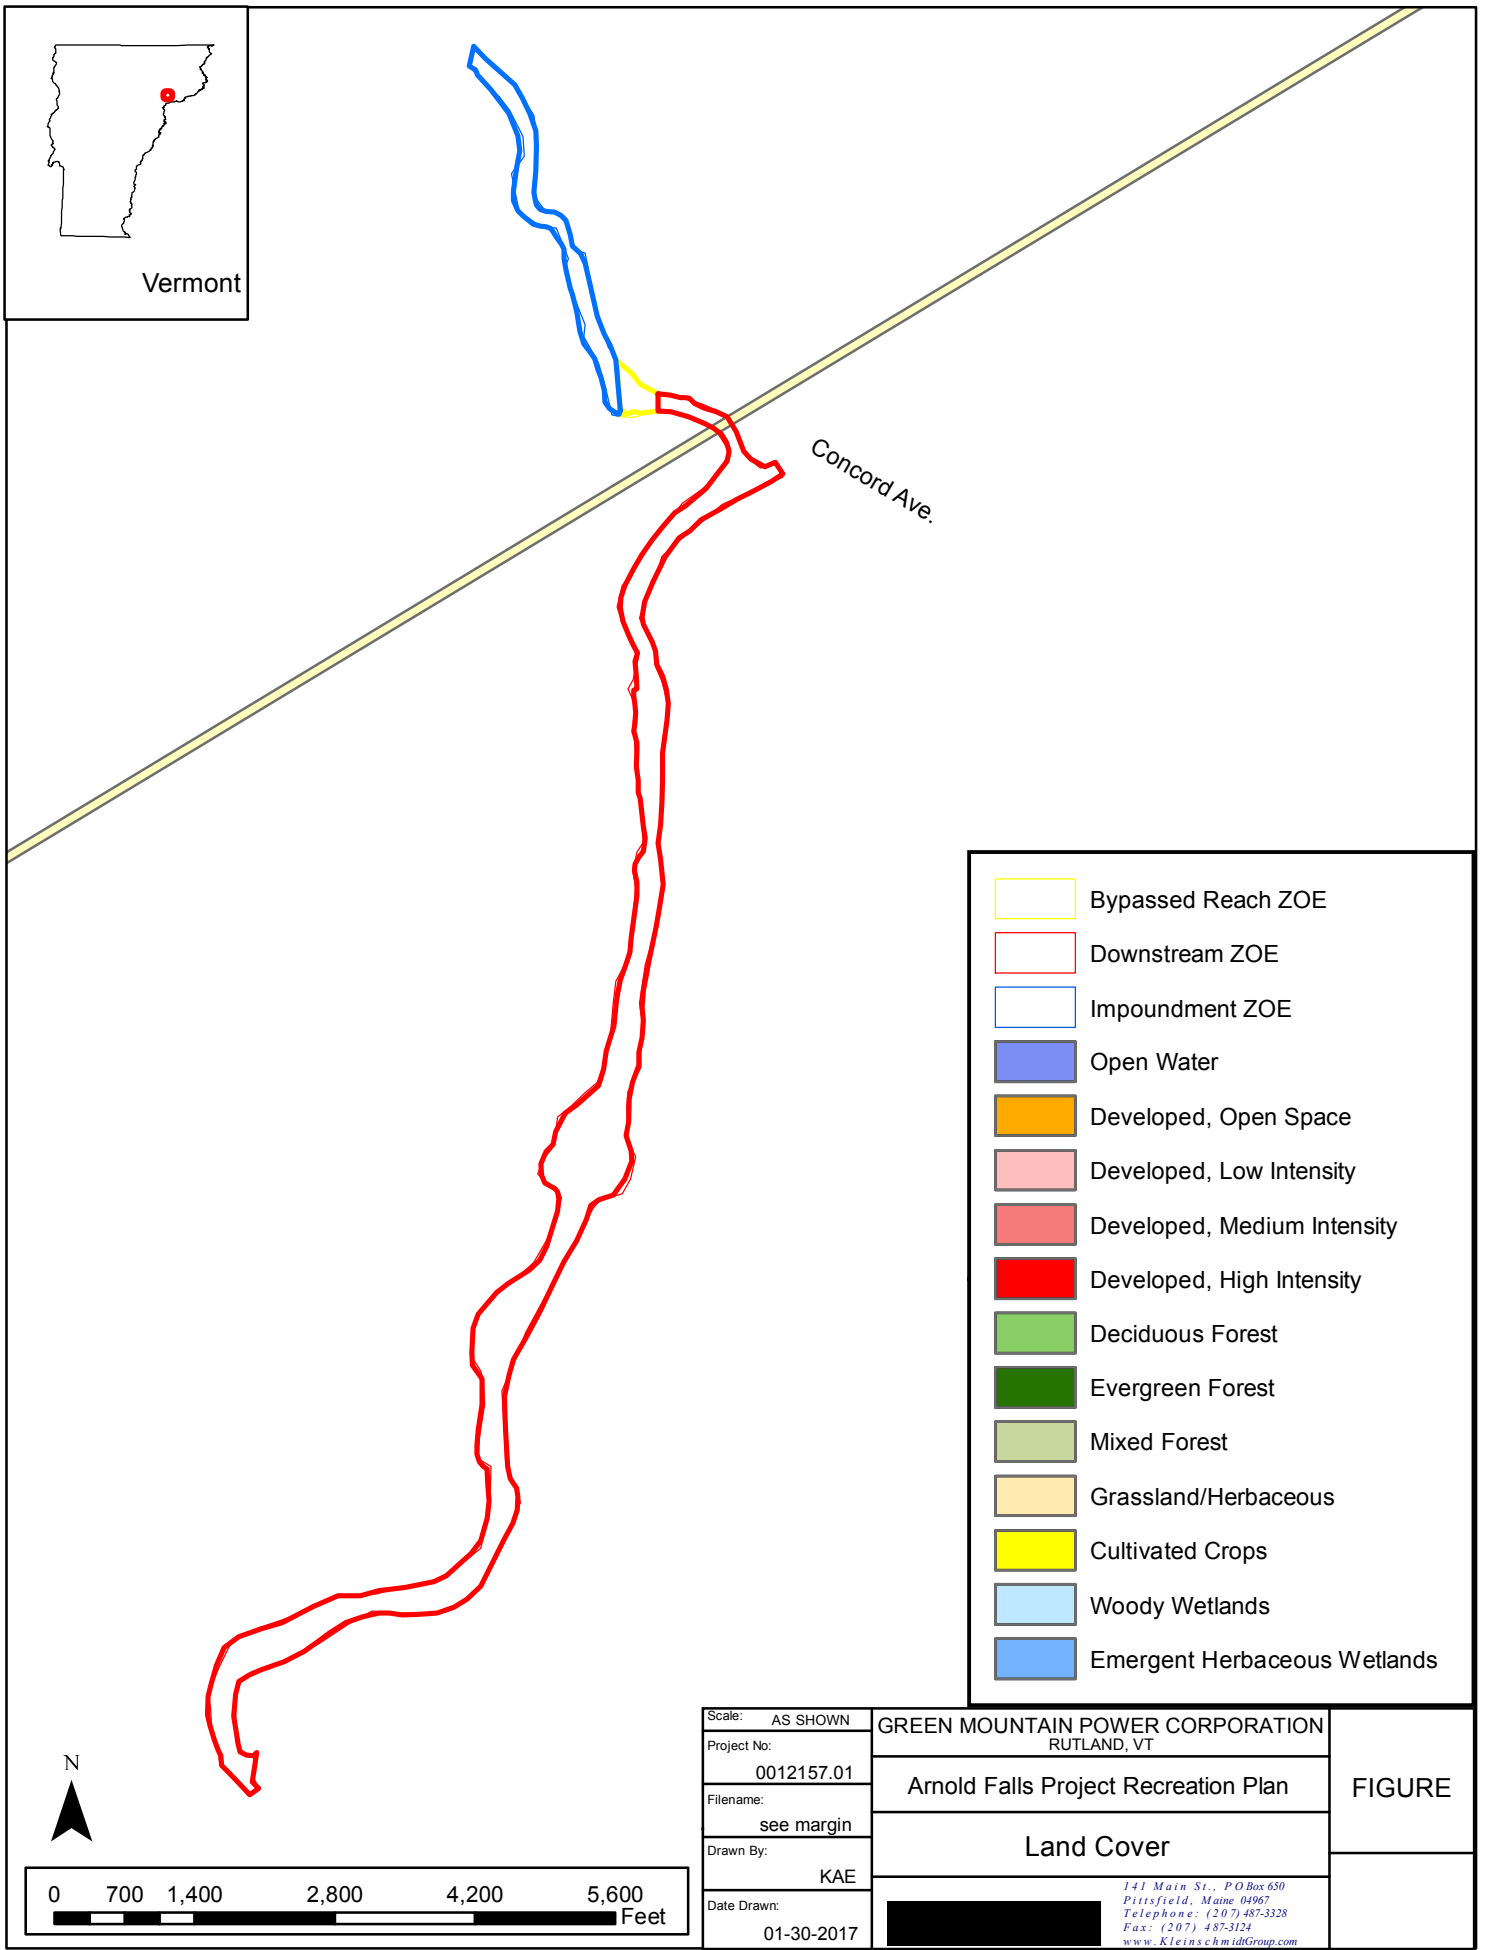 Vermont
Concord Ave.
Bypassed Reach ZOE
Downstream ZOE
Impoundment ZOE
Open Water
Developed, Open Space
Developed, Low Intensity
Developed, Medium Intensity
Developed, High Intensity
Deciduous Forest
Evergreen Forest
Mixed Forest
Grassland/Herbaceous
Cultivated Crops
Woody Wetlands
Emergent Herbaceous Wetlands
N
0 700 1,400 2,800 4,200 5,600
Feet
Scale: AS SHOWN
Project No:
0012157.01
Filename:
see margin
Drawn By:
KAE
Date Drawn:
01-30-2017
GREEN MOUNTAIN POWER CORPORATION
RUTLAND, VT
Arnold Falls Project Recreation Plan
Land Cover
141 Main St., P O Box 650
Pittsfield, Maine 04967
Telephone: (207) 487-3328
Fax: (207) 487-3124
www.KleinschmidtGroup.com
FIGURE